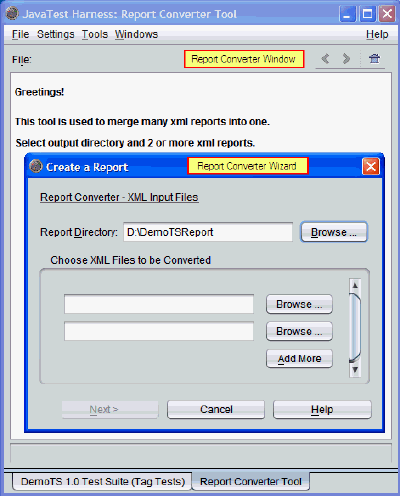 JavaTest Harness: Report Converter Tool
File Settings Tools Windows Help
File: Report Converter Window
Greetings!
This tool is used to merge many xml reports into one.
Select output directory and 2 or more xml reports.
Create a Report Report Converter Wizard
Report Converter - XML Input Files
Report Directory: D:\DemoTSReport Browse ...
Choose XML Files to be Converted
Browse ...
Browse ...
Add More
Next > Cancel Help
DemoTS 1.0 Test Suite (Tag Tests) Report Converter Tool